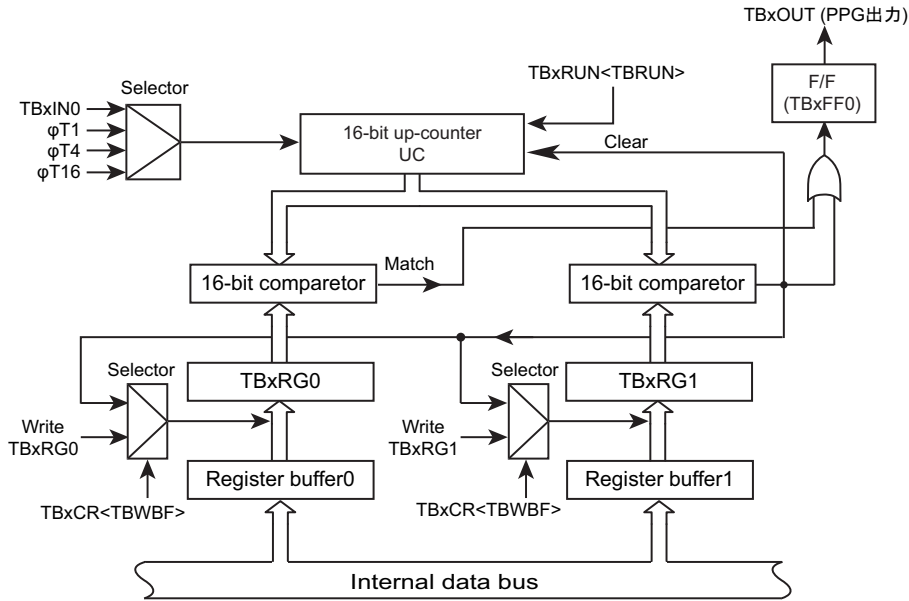 TBxOUT (PPG出力)
F/F
(TBxFF0)
TBxRUN<TBRUN>
Selector
TBxIN0
φT1
φT4
φT16
16-bit up-counter
UC
Clear
16-bit comparetor
Match
16-bit comparetor
Selector
TBxRG0
Selector
TBxRG1
Write
TBxRG0
Write
TBxRG1
Register buffer0
Register buffer1
TBxCR<TBWBF>
TBxCR<TBWBF>
Internal data bus